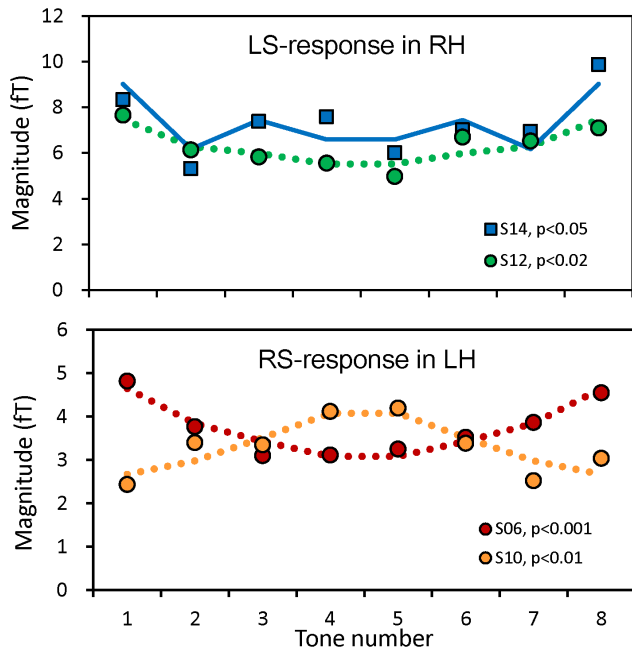 12
LS-response in RH
10
8
6
4
2
0
Magnitude (fT)
S14, p<0.05
S12, p<0.02
6
RS-response in LH
5
4
3
2
1
0
Magnitude (fT)
S06, p<0.001
S10, p<0.01
1 2 3 4 5 6 7 8
Tone number